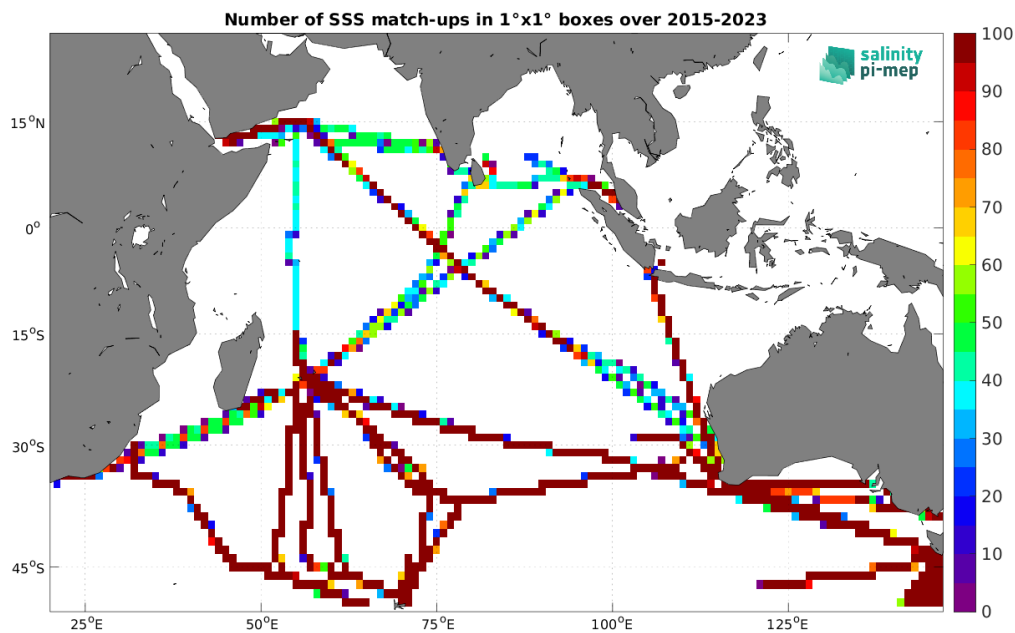 Number of SSS match-ups in 1°x1° boxes over 2015-2023
salinity
pi-mep
100
90
80
70
60
50
40
30
20
10
0
15°N
0°
15°S
30°S
45°S
25°E
50°E
75°E
100°E
125°E